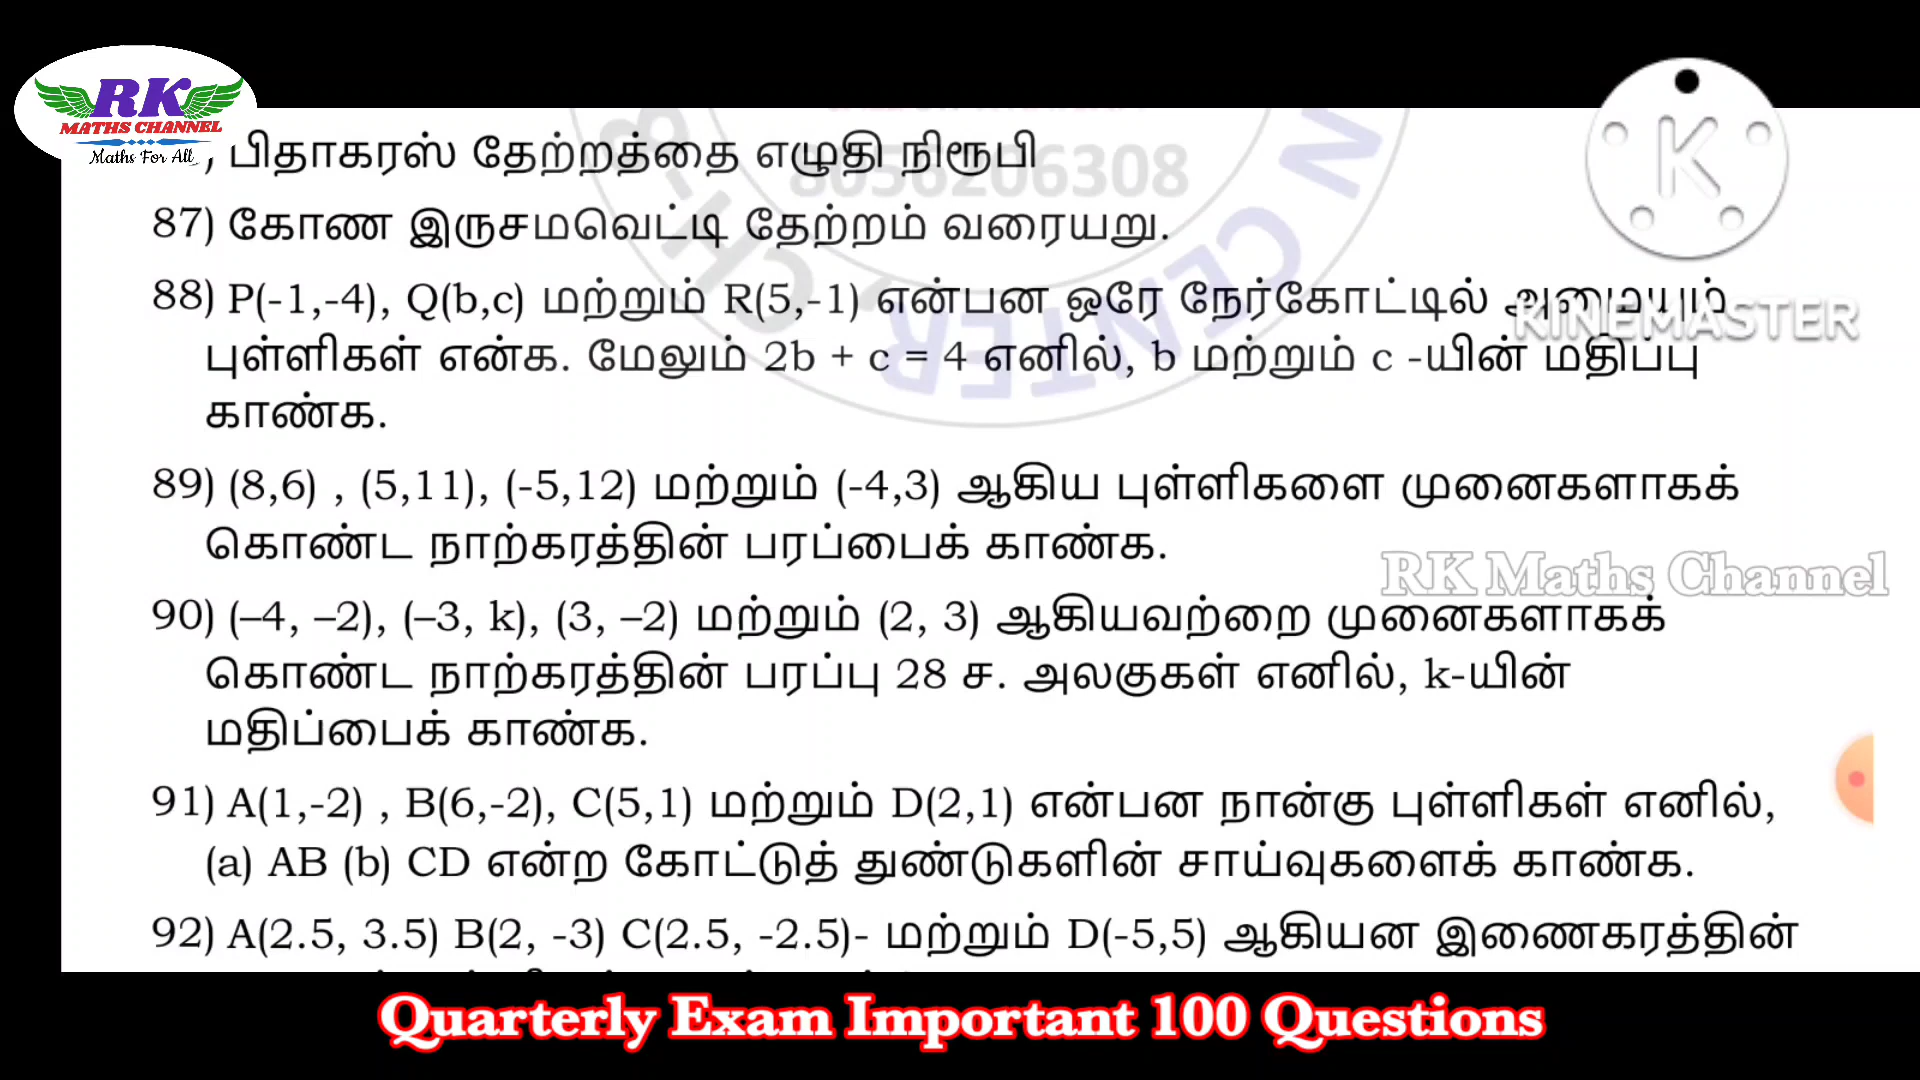 RK
MATHS CHANNEL
Maths For All
) பிதாகரஸ் தேற்றத்தை எழுதி நிரூபி
8056206308
87) கோண இருசமவெட்டி தேற்றம் வரையறு.
88) P(-1,-4), Q(b,c) மற்றும் R(5,-1) என்பன ஒரே நேர்கோட்டில் அமையும்
KINEMASTER
புள்ளிகள் என்க. மேலும் 2b + c = 4 எனில், b மற்றும் c -யின் மதிப்பு
காண்க.
CENTER
89) (8,6) , (5,11), (-5,12) மற்றும் (-4,3) ஆகிய புள்ளிகளை முனைகளாகக்
கொண்ட நாற்கரத்தின் பரப்பைக் காண்க.
RK Maths Channel
90) (–4, –2), (–3, k), (3, –2) மற்றும் (2, 3) ஆகியவற்றை முனைகளாகக்
கொண்ட நாற்கரத்தின் பரப்பு 28 ச. அலகுகள் எனில், k-யின்
மதிப்பைக் காண்க.
91) A(1,-2) , B(6,-2), C(5,1) மற்றும் D(2,1) என்பன நான்கு புள்ளிகள் எனில்,
(a) AB (b) CD என்ற கோட்டுத் துண்டுகளின் சாய்வுகளைக் காண்க.
92) A(2.5, 3.5) B(2, -3) C(2.5, -2.5)- மற்றும் D(-5,5) ஆகியன இணைகரத்தின்
Quarterly Exam Important 100 Questions